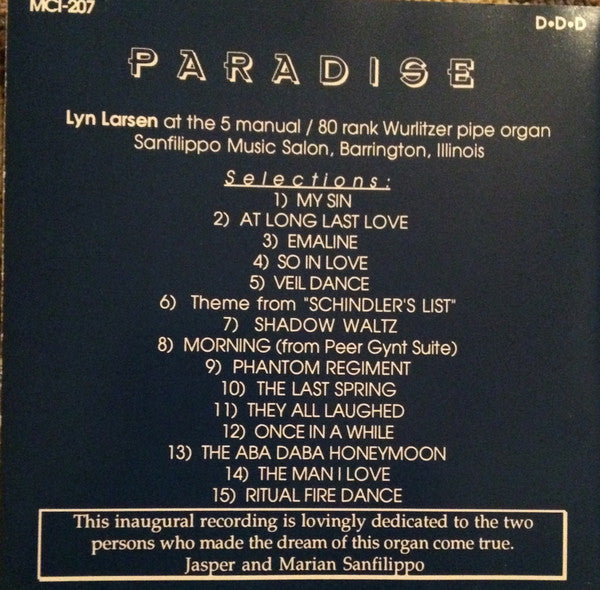 MCI-207
D•D•D
PARADISE
Lyn Larsen at the 5 manual / 80 rank Wurlitzer pipe organ
Sanfilippo Music Salon, Barrington, Illinois
Selections:
1) MY SIN
2) AT LONG LAST LOVE
3) EMALINE
4) SO IN LOVE
5) VEIL DANCE
6) Theme from "SCHINDLER'S LIST"
7) SHADOW WALTZ
8) MORNING (from Peer Gynt Suite)
9) PHANTOM REGIMENT
10) THE LAST SPRING
11) THEY ALL LAUGHED
12) ONCE IN A WHILE
13) THE ABA DABA HONEYMOON
14) THE MAN I LOVE
15) RITUAL FIRE DANCE
This inaugural recording is lovingly dedicated to the two
persons who made the dream of this organ come true.
Jasper and Marian Sanfilippo